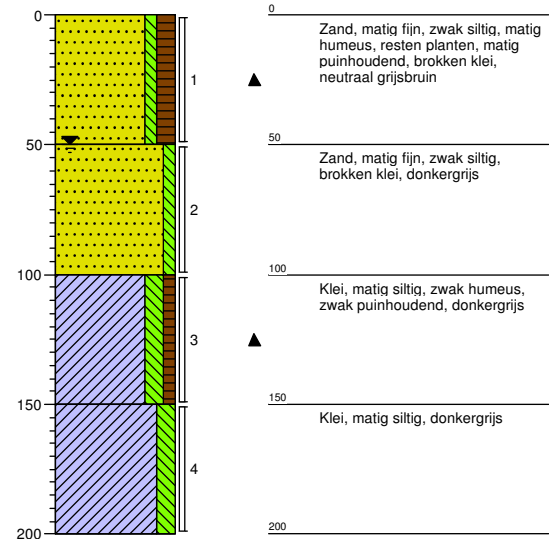 0
50
100
150
200
1
2
3
4
0
Zand, matig fijn, zwak siltig, matig
humeus, resten planten, matig
puinhoudend, brokken klei,
neutraal grijsbruin
50
Zand, matig fijn, zwak siltig,
brokken klei, donkergrijs
100
Klei, matig siltig, zwak humeus,
zwak puinhoudend, donkergrijs
150
Klei, matig siltig, donkergrijs
200